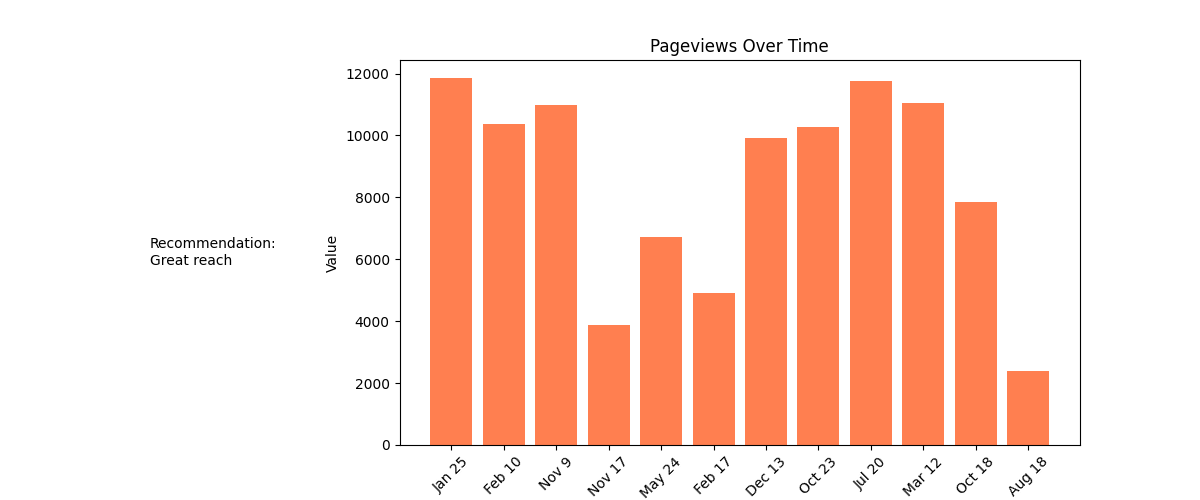 Pageviews Over Time
Recommendation:
Great reach
Value
12000
10000
8000
6000
4000
2000
0
Jan 25
Feb 10
Nov 9
Nov 17
May 24
Feb 17
Dec 13
Oct 23
Jul 20
Mar 12
Oct 18
Aug 18